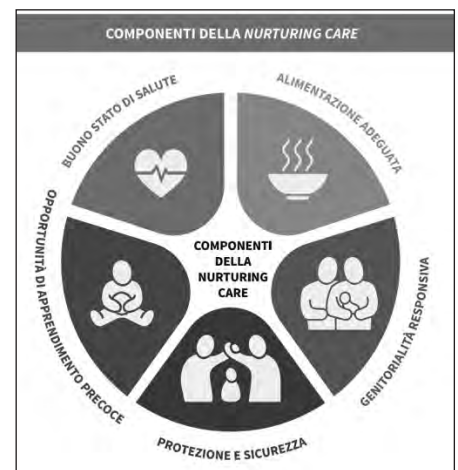 COMPONENTI DELLA NURTURING CARE
BUONO STATO DI SALUTE
ALIMENTAZIONE ADEGUATA
OPPORTUNITÀ DI APPRENDIMENTO PRECOCE
COMPONENTI
DELLA
NURTURING
CARE
GENITORIALITÀ RESPONSIVA
PROTEZIONE E SICUREZZA